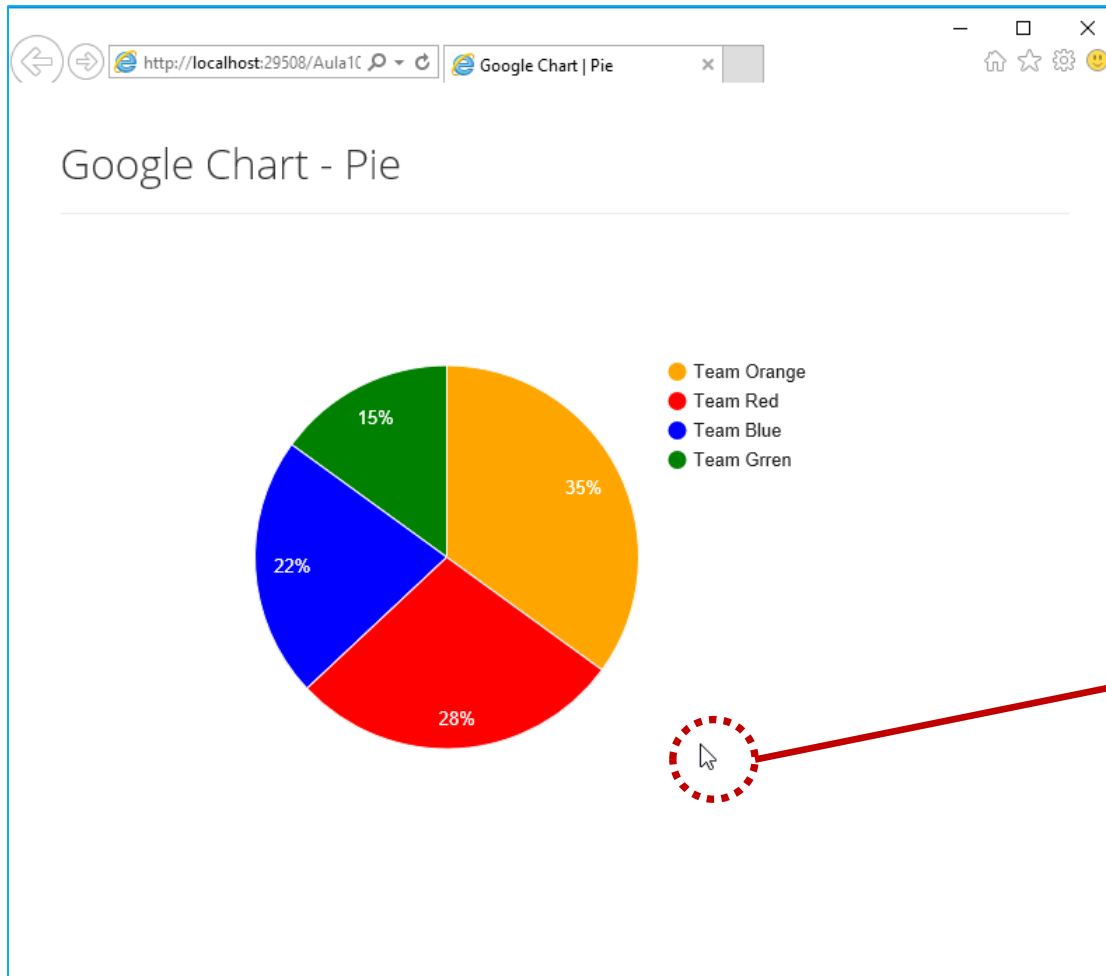 http://localhost:29508/Aula10
Google Chart | Pie
Google Chart - Pie
Team Orange
Team Red
Team Blue
Team Grren
15%
35%
22%
28%